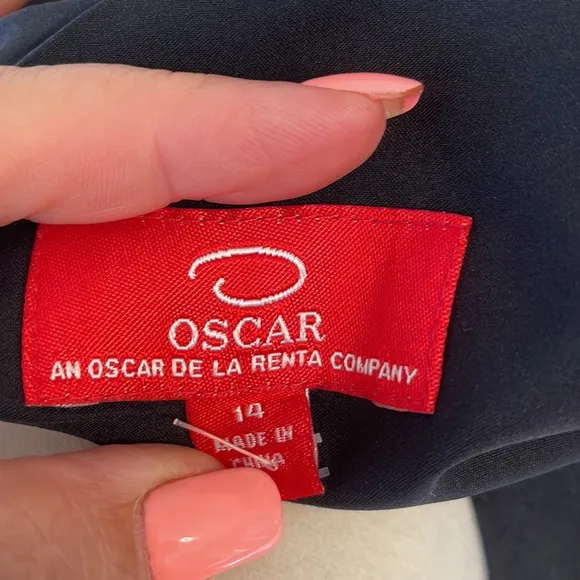 OSCAR
AN OSCAR DE LA RENTA COMPANY
14
MADE IN
CHINA